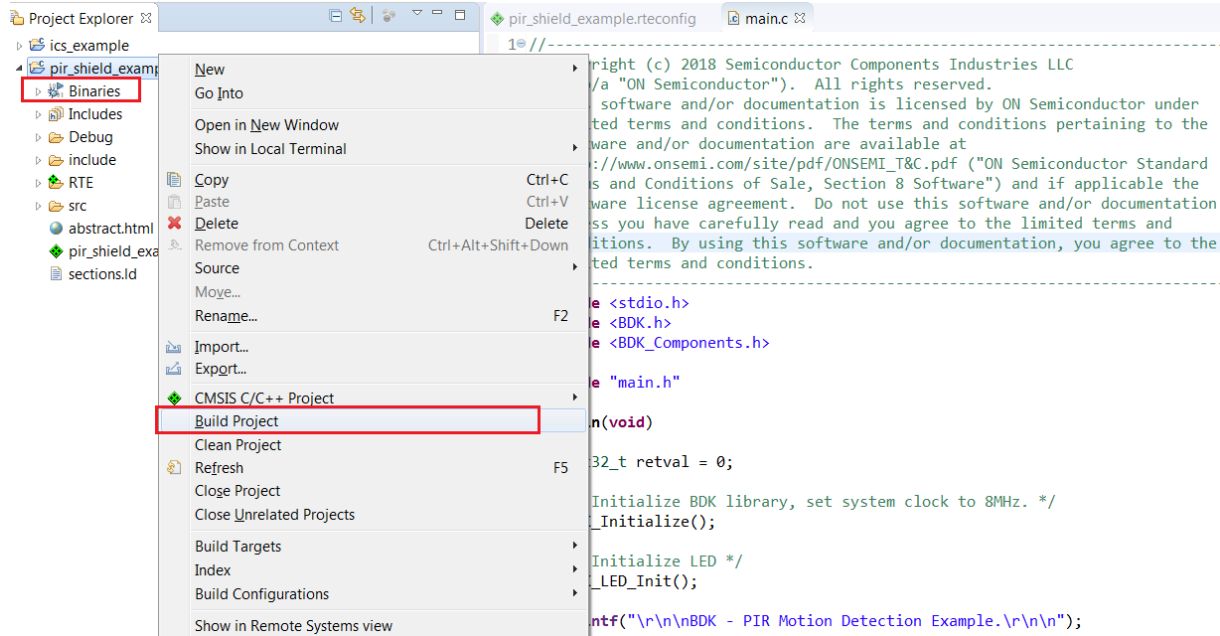 Project Explorer
ics_example
pir_shield_examp
Binaries
Includes
Debug
include
RTE
src
abstract.html
pir_shield_exa
sections.ld
New
Go Into
Open in New Window
Show in Local Terminal
Copy Ctrl+C
Paste Ctrl+V
Delete Delete
Remove from Context Ctrl+Alt+Shift+Down
Source
Move...
Rename... F2
Import...
Export...
CMSIS C/C++ Project
Build Project
Clean Project
Refresh F5
Close Project
Close Unrelated Projects
Build Targets
Index
Build Configurations
Show in Remote Systems view
pir_shield_example.rteconfig main.c
1 //-----------------------------------------------------------------
right (c) 2018 Semiconductor Components Industries LLC
/a "ON Semiconductor"). All rights reserved.
software and/or documentation is licensed by ON Semiconductor under
ted terms and conditions. The terms and conditions pertaining to the
ware and/or documentation are available at
://www.onsemi.com/site/pdf/ONSEMI_T&C.pdf ("ON Semiconductor Standard
s and Conditions of Sale, Section 8 Software") and if applicable the
ware license agreement. Do not use this software and/or documentation
ss you have carefully read and you agree to the limited terms and
itions. By using this software and/or documentation, you agree to the
ted terms and conditions.
-----------------------------------------------------------------
e <stdio.h>
e <BDK.h>
e <BDK_Components.h>
e "main.h"
n(void)
32_t retval = 0;
Initialize BDK library, set system clock to 8MHz. */
_Initialize();
Initialize LED */
_LED_Init();
ntf("\r\n\nBDK - PIR Motion Detection Example.\r\n\n");